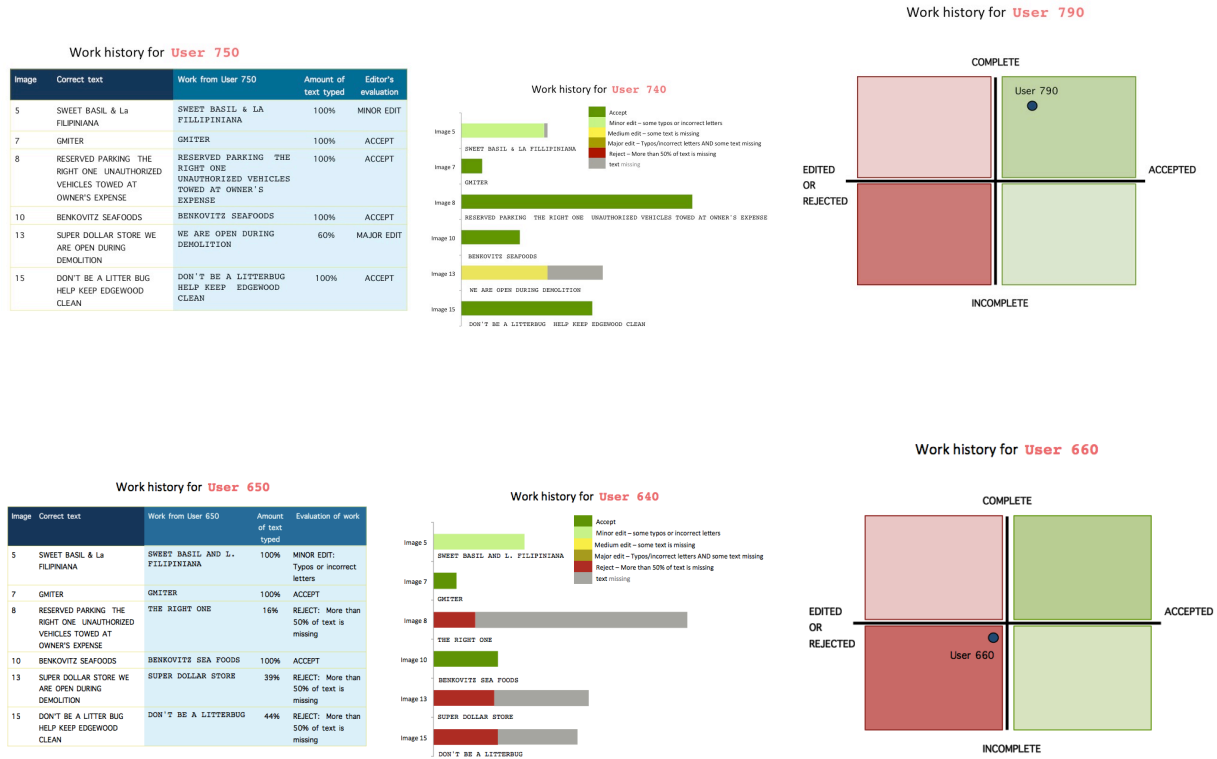 Work history for User 750
Image Correct text Work from User 750 Amount of text typed Editor's evaluation
5 SWEET BASIL & La FILIPINIANA SWEET BASIL & LA FILLIPINIANA 100% MINOR EDIT
7 GMITER GMITER 100% ACCEPT
8 RESERVED PARKING THE RIGHT ONE UNAUTHORIZED VEHICLES TOWED AT OWNER'S EXPENSE RESERVED PARKING THE RIGHT ONE UNAUTHORIZED VEHICLES TOWED AT OWNER'S EXPENSE 100% ACCEPT
10 BENKOVITZ SEAFOODS BENKOVITZ SEAFOODS 100% ACCEPT
13 SUPER DOLLAR STORE WE ARE OPEN DURING DEMOLITION WE ARE OPEN DURING DEMOLITION 60% MAJOR EDIT
15 DON'T BE A LITTER BUG HELP KEEP EDGEWOOD CLEAN DON'T BE A LITTERBUG HELP KEEP EDGEWOOD CLEAN 100% ACCEPT
Work history for User 740
Accept
Minor edit – some typos or incorrect letters
Medium edit – some text is missing
Major edit – Typos/incorrect letters AND some text missing
Reject – More than 50% of text is missing
text missing
Image 5
SWEET BASIL & LA FILLIPINIANA
Image 7
GMITER
Image 8
RESERVED PARKING THE RIGHT ONE UNAUTHORIZED VEHICLES TOWED AT OWNER'S EXPENSE
Image 10
BENKOVITZ SEAFOODS
Image 13
WE ARE OPEN DURING DEMOLITION
Image 15
DON'T BE A LITTERBUG HELP KEEP EDGEWOOD CLEAN
Work history for User 790
COMPLETE
User 790
EDITED
OR
REJECTED
ACCEPTED
INCOMPLETE
Work history for User 650
Image Correct text Work from User 650 Amount of text typed Evaluation of work
5 SWEET BASIL & La FILIPINIANA SWEET BASIL AND L. FILIPINIANA 100% MINOR EDIT: Typos or incorrect letters
7 GMITER GMITER 100% ACCEPT
8 RESERVED PARKING THE RIGHT ONE UNAUTHORIZED VEHICLES TOWED AT OWNER'S EXPENSE THE RIGHT ONE 16% REJECT: More than 50% of text is missing
10 BENKOVITZ SEAFOODS BENKOVITZ SEA FOODS 100% ACCEPT
13 SUPER DOLLAR STORE WE ARE OPEN DURING DEMOLITION SUPER DOLLAR STORE 39% REJECT: More than 50% of text is missing
15 DON'T BE A LITTER BUG HELP KEEP EDGEWOOD CLEAN DON'T BE A LITTERBUG 44% REJECT: More than 50% of text is missing
Work history for User 640
Accept
Minor edit – some typos or incorrect letters
Medium edit – some text is missing
Major edit – Typos/incorrect letters AND some text missing
Reject – More than 50% of text is missing
text missing
Image 5
SWEET BASIL AND L. FILIPINIANA
Image 7
GMITER
Image 8
THE RIGHT ONE
Image 10
BENKOVITZ SEA FOODS
Image 13
SUPER DOLLAR STORE
Image 15
DON'T BE A LITTERBUG
Work history for User 660
COMPLETE
EDITED
OR
REJECTED
ACCEPTED
User 660
INCOMPLETE